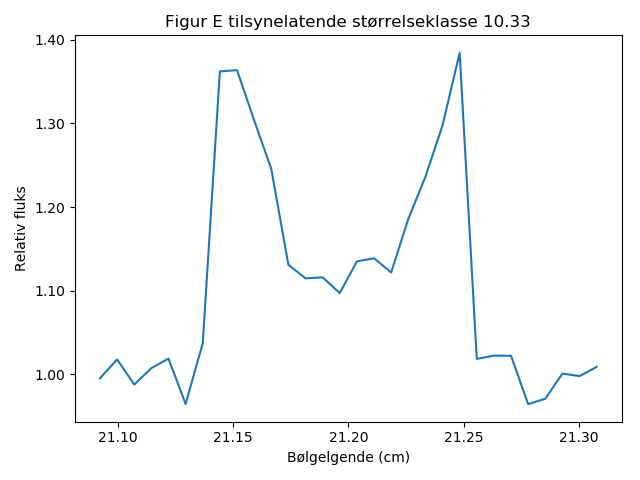 Figur E tilsynelatende størrelseklasse 10.33
1.40
1.30
1.20
1.10
1.00
Relativ fluks
21.10 21.15 21.20 21.25 21.30
Bølgelgende (cm)